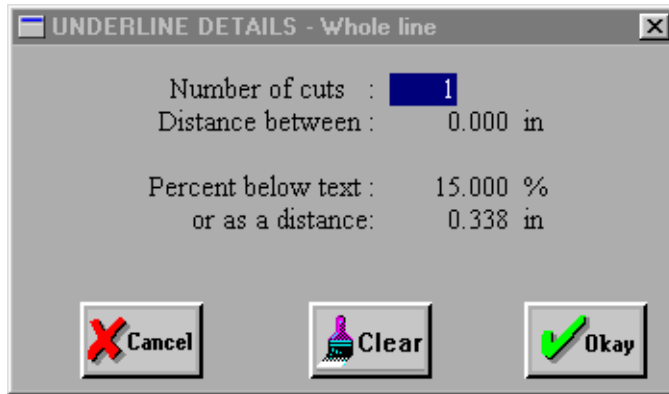 UNDERLINE DETAILS - Whole line
Number of cuts : 1
Distance between : 0.000 in
Percent below text : 15.000 %
or as a distance: 0.338 in
Cancel Clear Okay